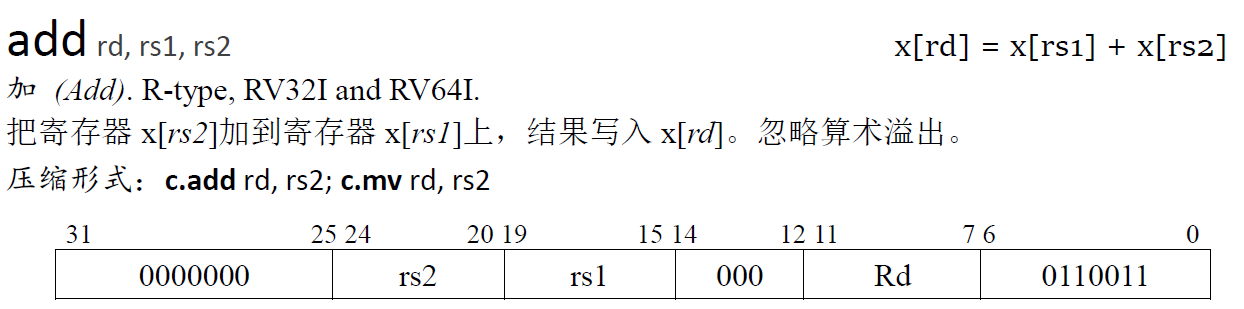 add rd, rs1, rs2 x[rd] = x[rs1] + x[rs2]
加 (Add). R-type, RV32I and RV64I.
把寄存器 x[rs2]加到寄存器 x[rs1]上，结果写入 x[rd]。忽略算术溢出。
压缩形式：c.add rd, rs2; c.mv rd, rs2
31 25 24 20 19 15 14 12 11 7 6 0
0000000 rs2 rs1 000 Rd 0110011